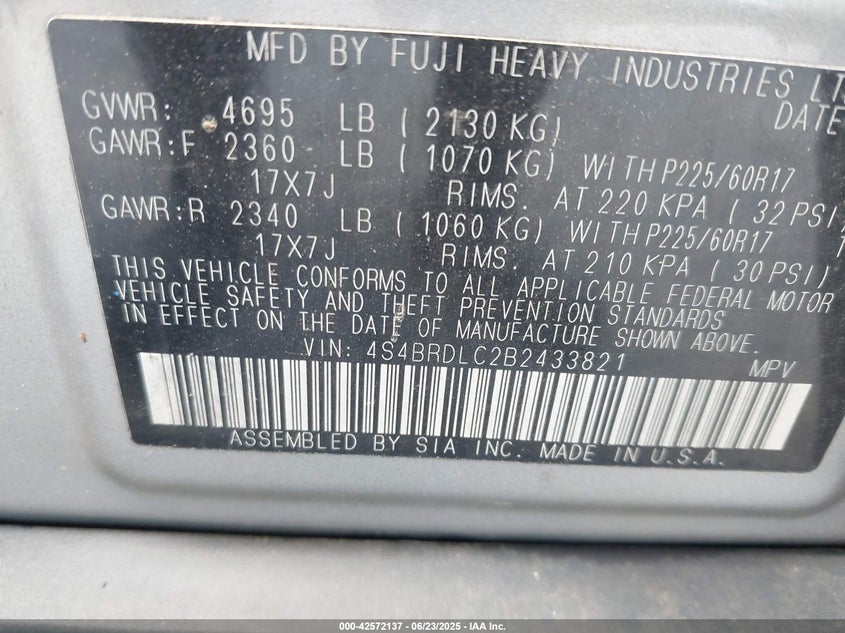 MFD BY FUJI HEAVY INDUSTRIES LT
DATE
GVWR: 4695 LB ( 2130 KG)
GAWR:F 2360 LB ( 1070 KG) WITH P225/60R17
17X7J RIMS. AT 220 KPA ( 32 PSI)
GAWR:R 2340 LB ( 1060 KG) WITH P225/60R17
17X7J RIMS. AT 210 KPA ( 30 PSI)
THIS VEHICLE CONFORMS TO ALL APPLICABLE FEDERAL MOTOR
VEHICLE SAFETY AND THEFT PREVENTION STANDARDS
IN EFFECT ON THE DATE OF MANUFACTURE SHOWN ABOVE.
VIN: 4S4BRDLC2B2433821 MPV
ASSEMBLED BY SIA INC. MADE IN U.S.A.
000-42572137 - 06/23/2025 - IAA Inc.